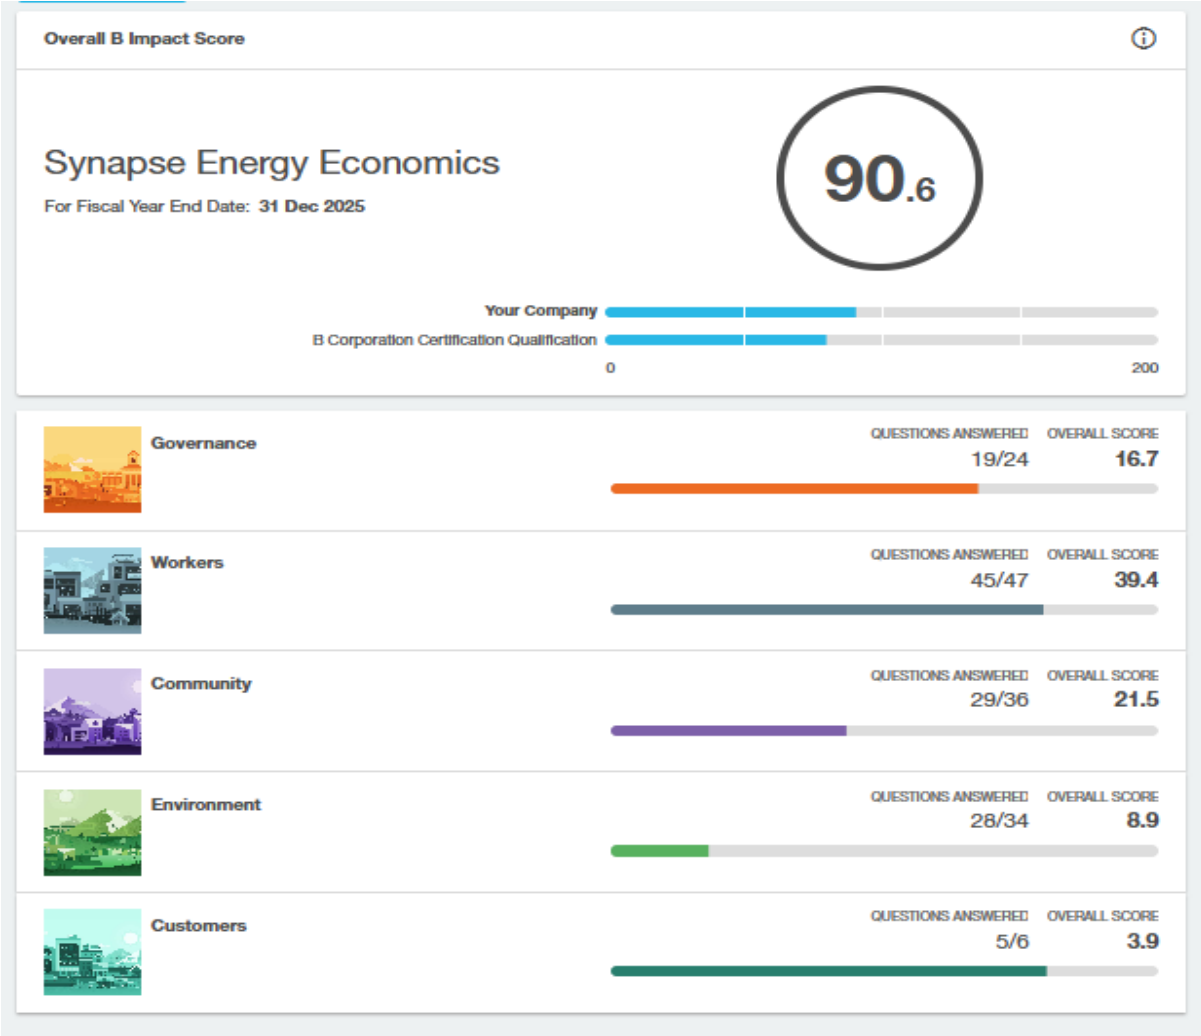 Overall B Impact Score
Synapse Energy Economics
For Fiscal Year End Date: 31 Dec 2025
90.6
Your Company
B Corporation Certification Qualification
0 200
Governance
QUESTIONS ANSWERED OVERALL SCORE
19/24 16.7
Workers
QUESTIONS ANSWERED OVERALL SCORE
45/47 39.4
Community
QUESTIONS ANSWERED OVERALL SCORE
29/36 21.5
Environment
QUESTIONS ANSWERED OVERALL SCORE
28/34 8.9
Customers
QUESTIONS ANSWERED OVERALL SCORE
5/6 3.9